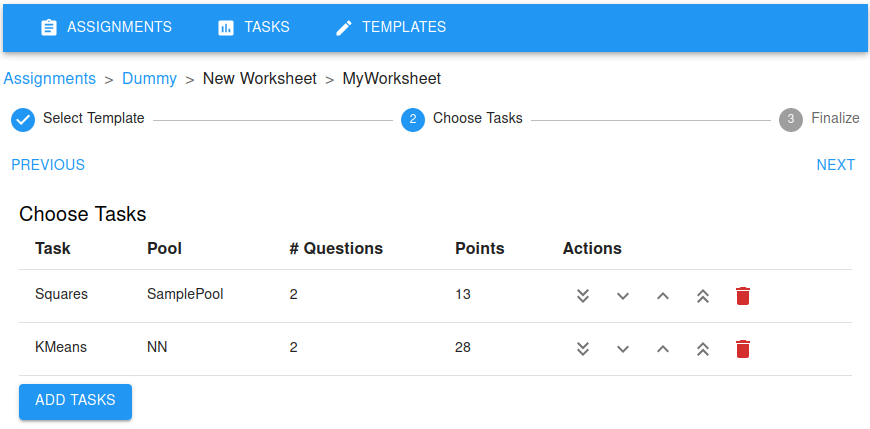 ASSIGNMENTS TASKS TEMPLATES
Assignments > Dummy > New Worksheet > MyWorksheet
Select Template 2 Choose Tasks 3 Finalize
PREVIOUS NEXT
Choose Tasks
Task Pool # Questions Points Actions
Squares SamplePool 2 13
KMeans NN 2 28
ADD TASKS